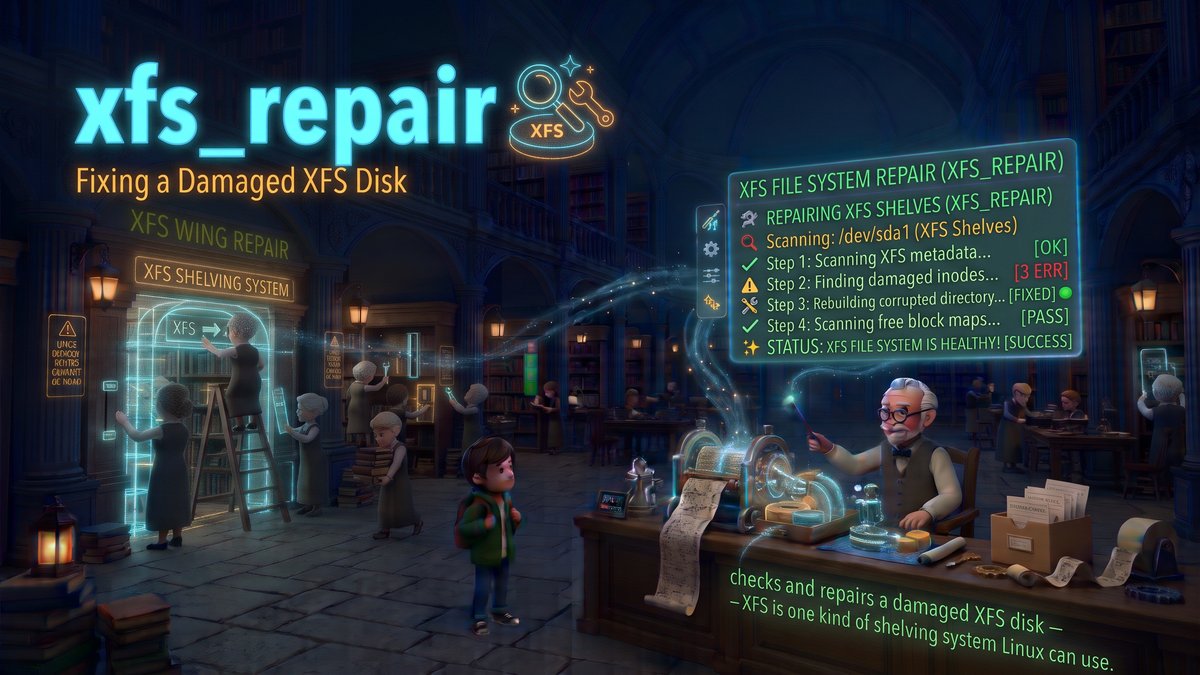 xfs_repair
XFS
Fixing a Damaged XFS Disk
XFS WING REPAIR
XFS SHELVING SYSTEM
XFS →
XFS FILE SYSTEM REPAIR (XFS_REPAIR)
REPAIRING XFS SHELVES (XFS_REPAIR)
Scanning: /dev/sda1 (XFS Shelves)
Step 1: Scanning XFS metadata... [OK]
Step 2: Finding damaged inodes... [3 ERR]
Step 3: Rebuilding corrupted directory... [FIXED]
Step 4: Scanning free block maps... [PASS]
STATUS: XFS FILE SYSTEM IS HEALTHY! [SUCCESS]
checks and repairs a damaged XFS disk —
— XFS is one kind of shelving system Linux can use.